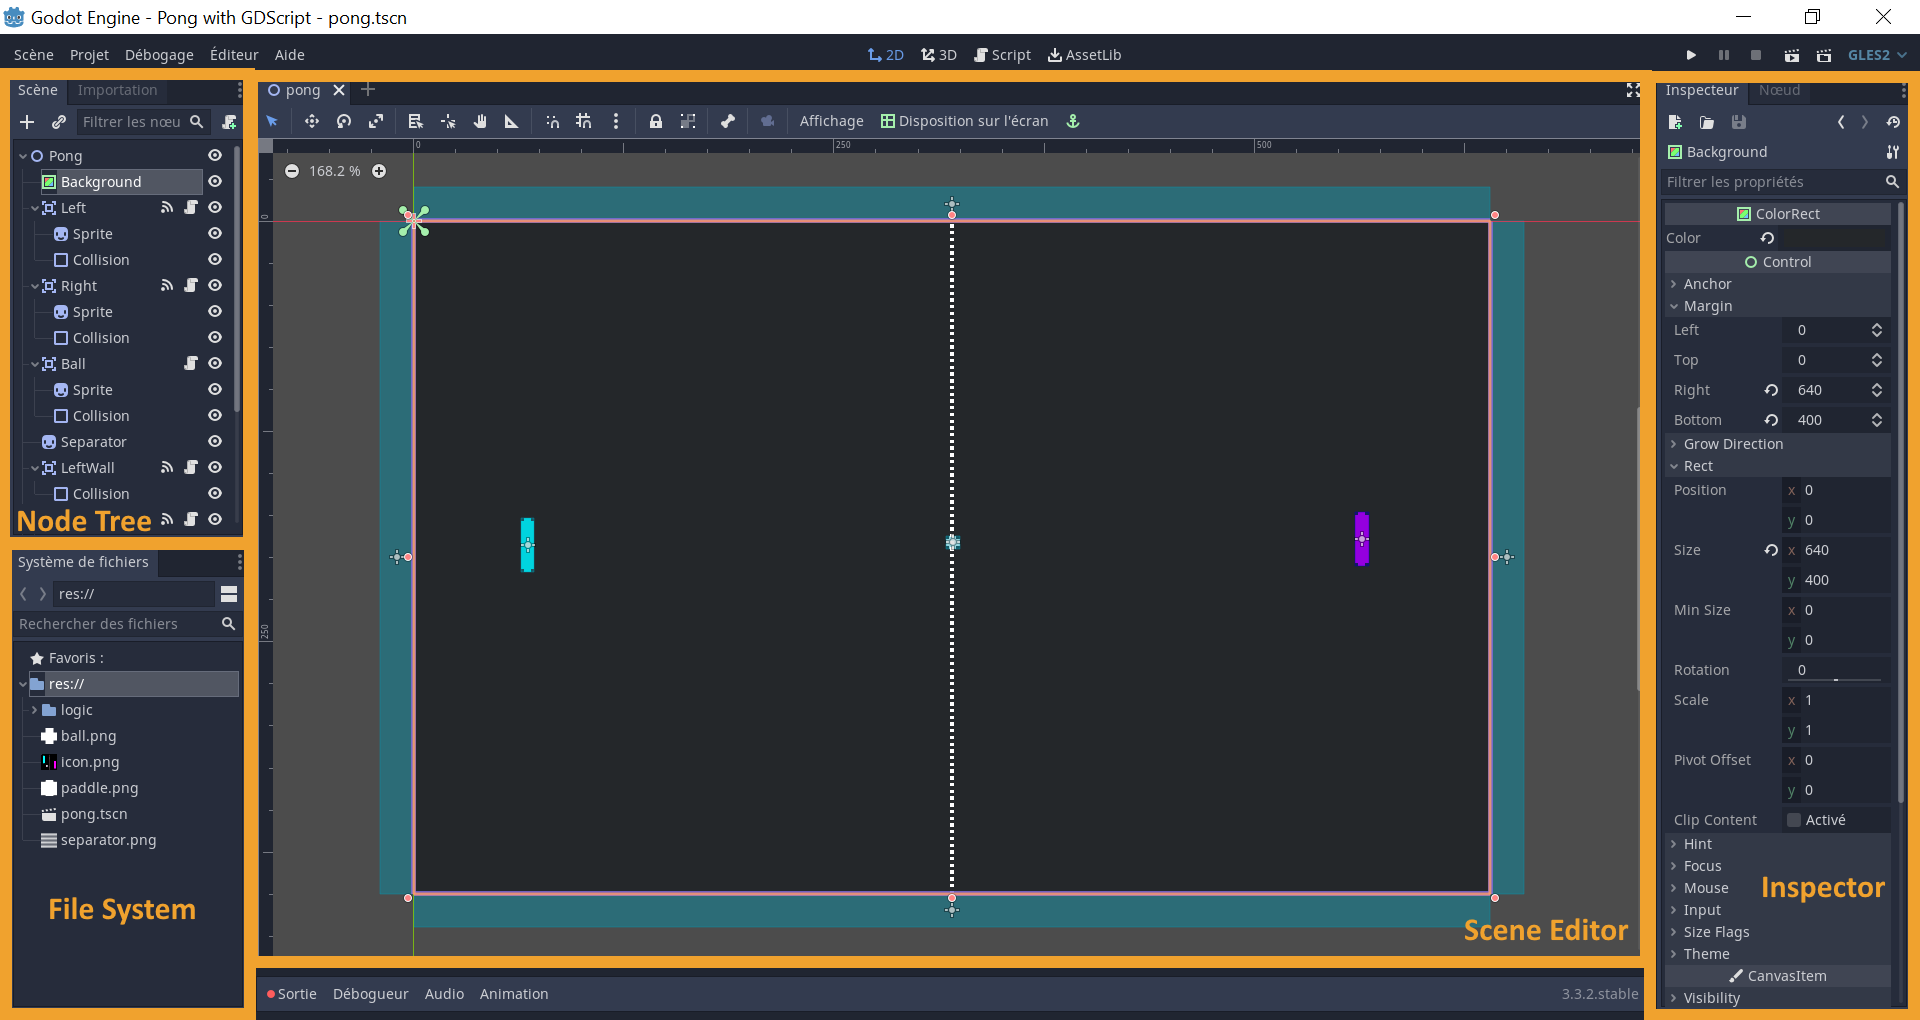 Godot Engine - Pong with GDScript - pong.tscn
Scène Projet Débogage Éditeur Aide
2D 3D Script AssetLib
GLES2
Scène Importation
Filtrer les nœu
Pong
Background
Left
Sprite
Collision
Right
Sprite
Collision
Ball
Sprite
Collision
Separator
LeftWall
Collision
Node Tree
Système de fichiers
res://
Rechercher des fichiers
Favoris :
res://
logic
ball.png
icon.png
paddle.png
pong.tscn
separator.png
File System
pong
Affichage Disposition sur l'écran
0 250 500
168.2 %
0
250
Scene Editor
Sortie Débogueur Audio Animation
3.3.2.stable
Inspecteur Nœud
Background
Filtrer les propriétés
ColorRect
Color
Control
Anchor
Margin
Left 0
Top 0
Right 640
Bottom 400
Grow Direction
Rect
Position x 0
y 0
Size x 640
y 400
Min Size x 0
y 0
Rotation 0
Scale x 1
y 1
Pivot Offset x 0
y 0
Clip Content Activé
Hint
Focus
Mouse
Input
Size Flags
Theme
Inspector
CanvasItem
Visibility